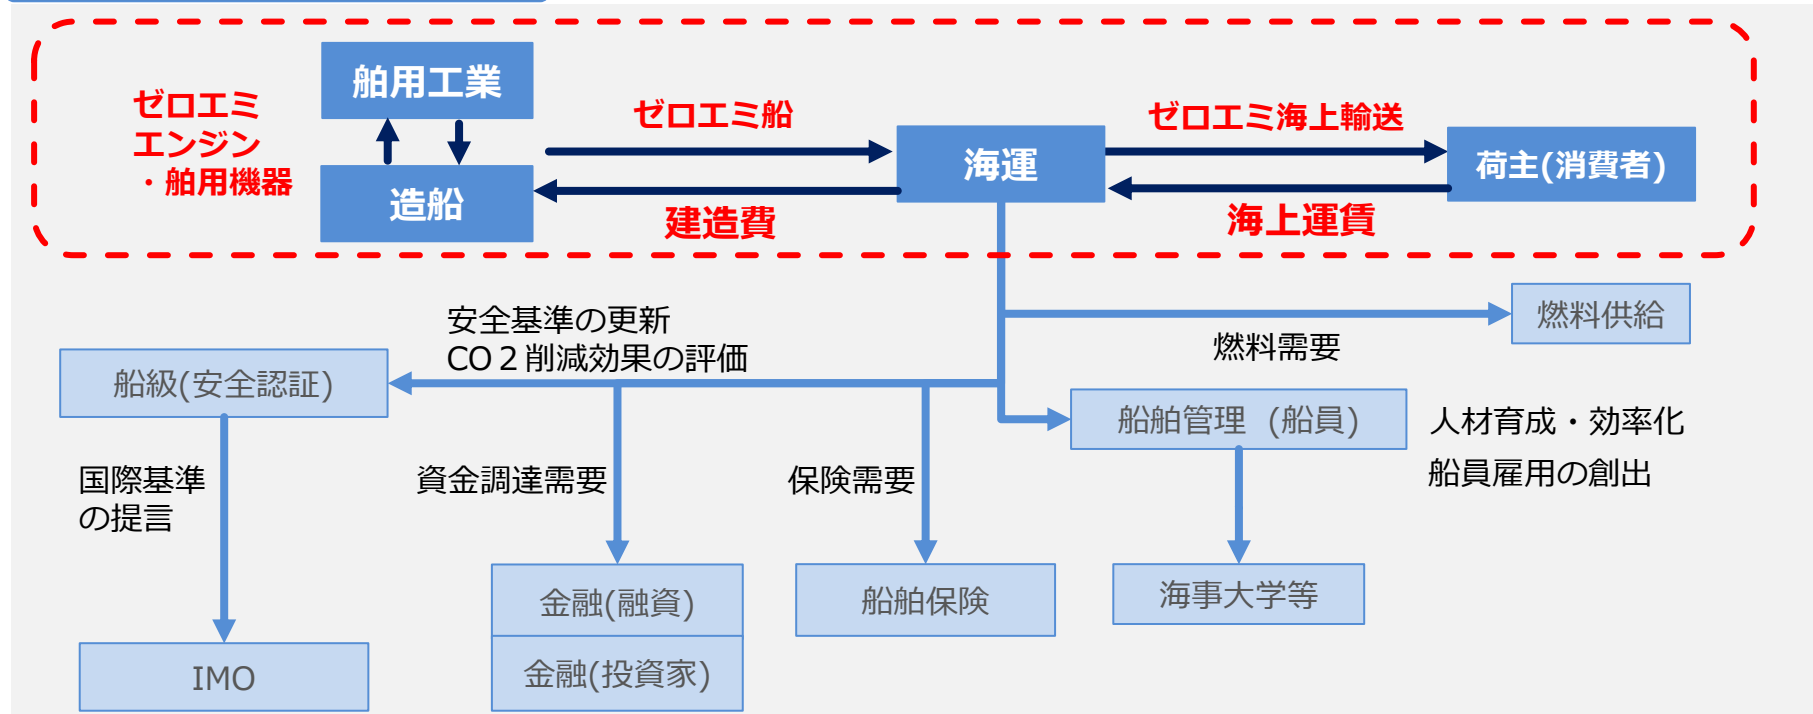 舶用工業
ゼロエミ
エンジン
・舶用機器
造船
ゼロエミ船
建造費
海運
ゼロエミ海上輸送
海上運賃
荷主(消費者)
安全基準の更新
CO２削減効果の評価
燃料需要
燃料供給
船級(安全認証)
船舶管理 (船員)
人材育成・効率化
船員雇用の創出
国際基準
の提言
資金調達需要
保険需要
金融(融資)
船舶保険
海事大学等
IMO
金融(投資家)